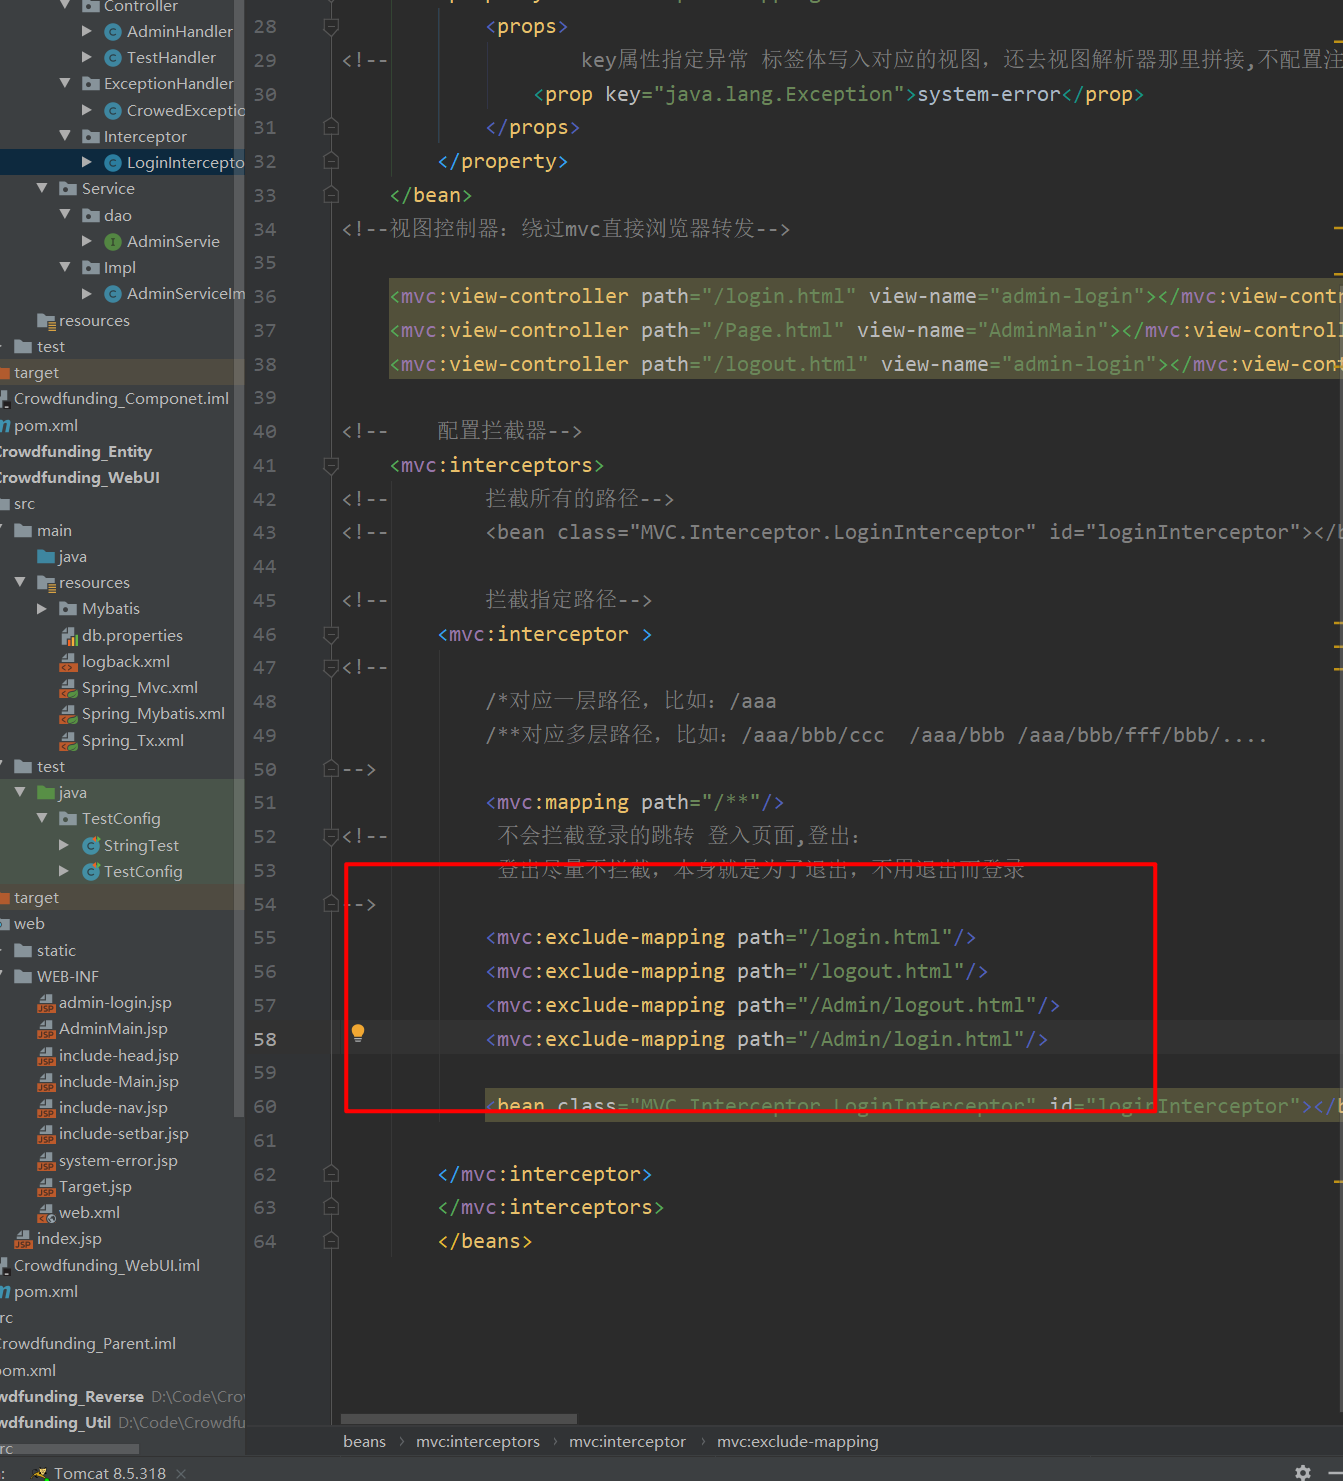 Controller
AdminHandler
TestHandler
ExceptionHandler
CrowedExceptio
Interceptor
LoginIntercepto
Service
dao
AdminServie
Impl
AdminServiceIm
resources
test
target
Crowdfunding_Componet.iml
pom.xml
Crowdfunding_Entity
Crowdfunding_WebUI
src
main
java
resources
Mybatis
db.properties
logback.xml
Spring_Mvc.xml
Spring_Mybatis.xml
Spring_Tx.xml
test
java
TestConfig
StringTest
TestConfig
target
web
static
WEB-INF
admin-login.jsp
AdminMain.jsp
include-head.jsp
include-Main.jsp
include-nav.jsp
include-setbar.jsp
system-error.jsp
Target.jsp
web.xml
index.jsp
Crowdfunding_WebUI.iml
pom.xml
rc
Crowdfunding_Parent.iml
pom.xml
wdfunding_Reverse D:\Code\Cro
wdfunding_Util D:\Code\Crowdfu
rc
28 <props>
29 <!-- key属性指定异常 标签体写入对应的视图，还去视图解析器那里拼接,不配置注
30 <prop key="java.lang.Exception">system-error</prop>
31 </props>
32 </property>
33 </bean>
34 <!--视图控制器：绕过mvc直接浏览器转发-->
35
36 <mvc:view-controller path="/login.html" view-name="admin-login"></mvc:view-contr
37 <mvc:view-controller path="/Page.html" view-name="AdminMain"></mvc:view-controll
38 <mvc:view-controller path="/logout.html" view-name="admin-login"></mvc:view-cont
39
40 <!-- 配置拦截器-->
41 <mvc:interceptors>
42 <!-- 拦截所有的路径-->
43 <!-- <bean class="MVC.Interceptor.LoginInterceptor" id="loginInterceptor"></b
44
45 <!-- 拦截指定路径-->
46 <mvc:interceptor >
47 <!--
48 /*对应一层路径，比如：/aaa
49 /**对应多层路径，比如：/aaa/bbb/ccc /aaa/bbb /aaa/bbb/fff/bbb/....
50 -->
51 <mvc:mapping path="/**"/>
52 <!-- 不会拦截登录的跳转 登入页面,登出：
53 登出尽量不拦截，本身就是为了退出，不用退出而登录
54 -->
55 <mvc:exclude-mapping path="/login.html"/>
56 <mvc:exclude-mapping path="/logout.html"/>
57 <mvc:exclude-mapping path="/Admin/logout.html"/>
58 <mvc:exclude-mapping path="/Admin/login.html"/>
59
60 <bean class="MVC.Interceptor.LoginInterceptor" id="loginInterceptor"></b
61
62 </mvc:interceptor>
63 </mvc:interceptors>
64 </beans>
beans › mvc:interceptors › mvc:interceptor › mvc:exclude-mapping
Tomcat 8.5.318 ×